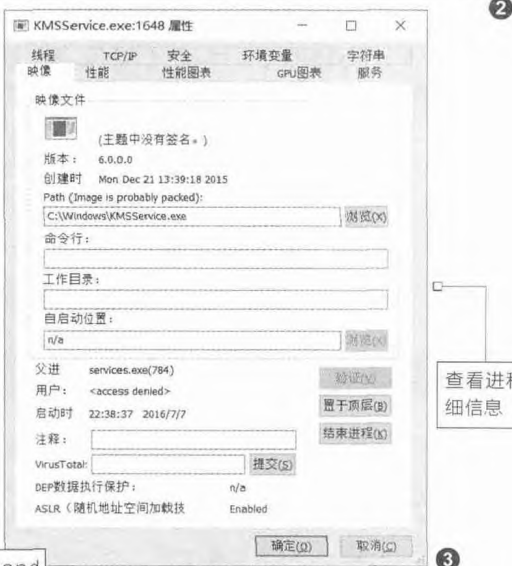 ❷
KMSService.exe:1648 属性
线程 TCP/IP 安全 环境变量 字符串
映像 性能 性能图表 GPU图表 服务
映像文件
(主题中没有签名。)
版本： 6.0.0.0
创建时 Mon Dec 21 13:39:18 2015
Path (Image is probably packed):
C:\Windows\KMSService.exe 浏览(X)
命令行：
工作目录：
自启动位置：
n/a 浏览(X)
父进 services.exe(784) 验证(V)
用户： <access denied> 置于顶层(B)
启动时 22:38:37 2016/7/7 结束进程(K)
注释：
VirusTotal: 提交(S)
DEP数据执行保护： n/a
ASLR（随机地址空间加载技 Enabled
确定(O) 取消(C)
查看进程
细信息
and
❸